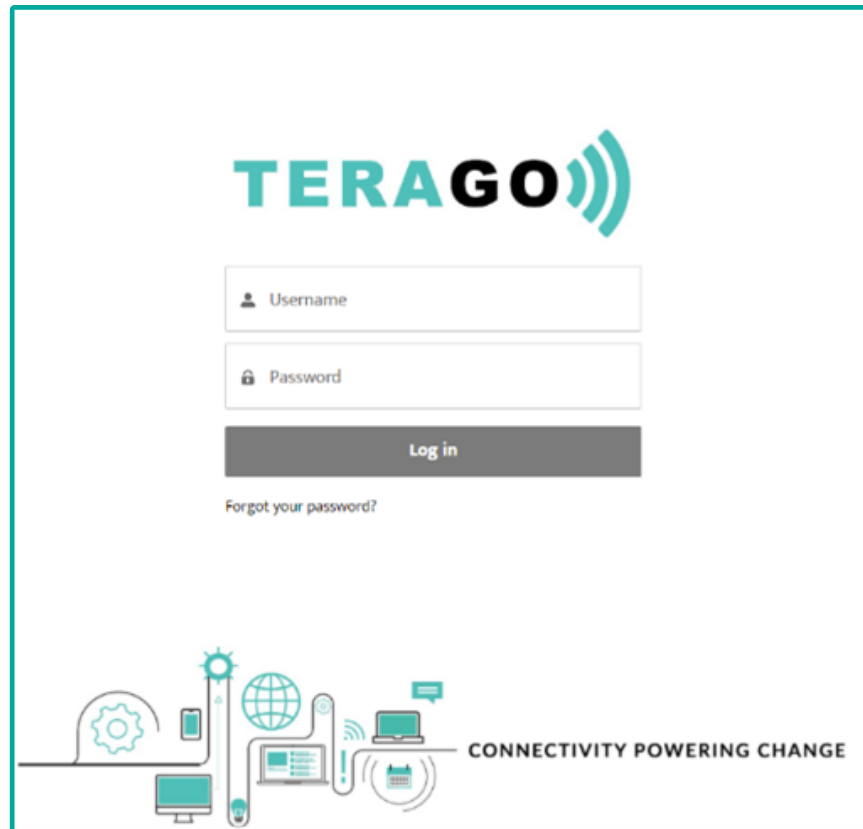 TERAGO
Username
Password
Log in
Forgot your password?
CONNECTIVITY POWERING CHANGE